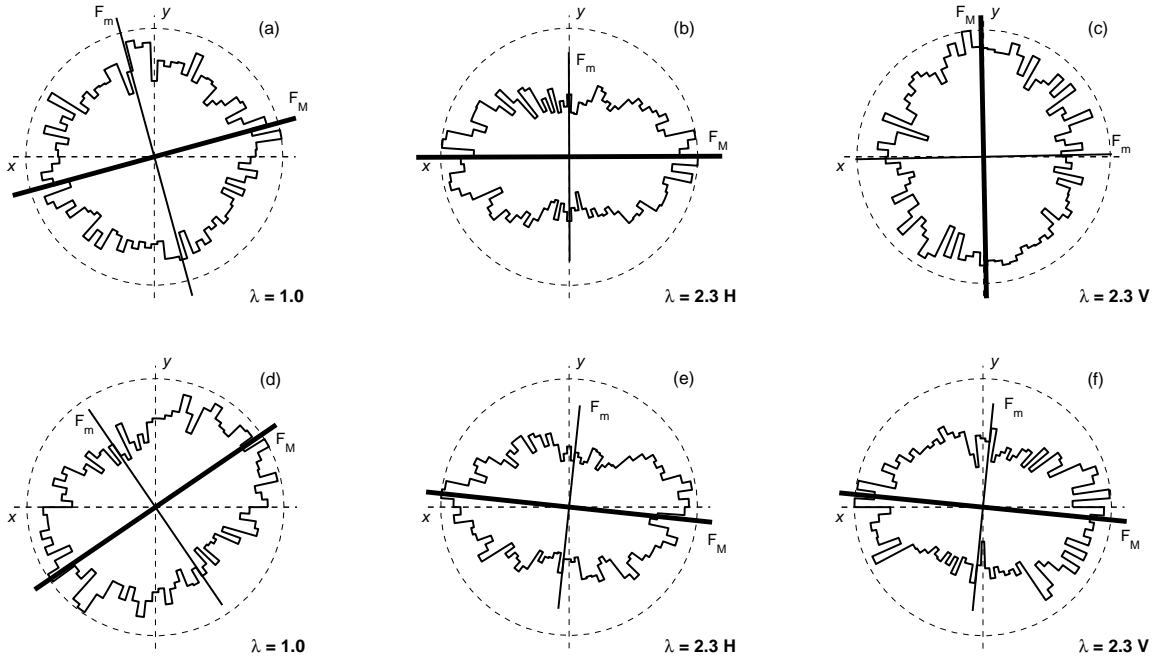 y
(a)
F_m
F_M
x
λ = 1.0
y
(b)
F_m
F_M
x
λ = 2.3 H
F_M
y
(c)
F_m
x
λ = 2.3 V
y
(d)
F_m
F_M
x
λ = 1.0
y
(e)
F_m
x
F_M
λ = 2.3 H
y
(f)
F_m
x
F_M
λ = 2.3 V